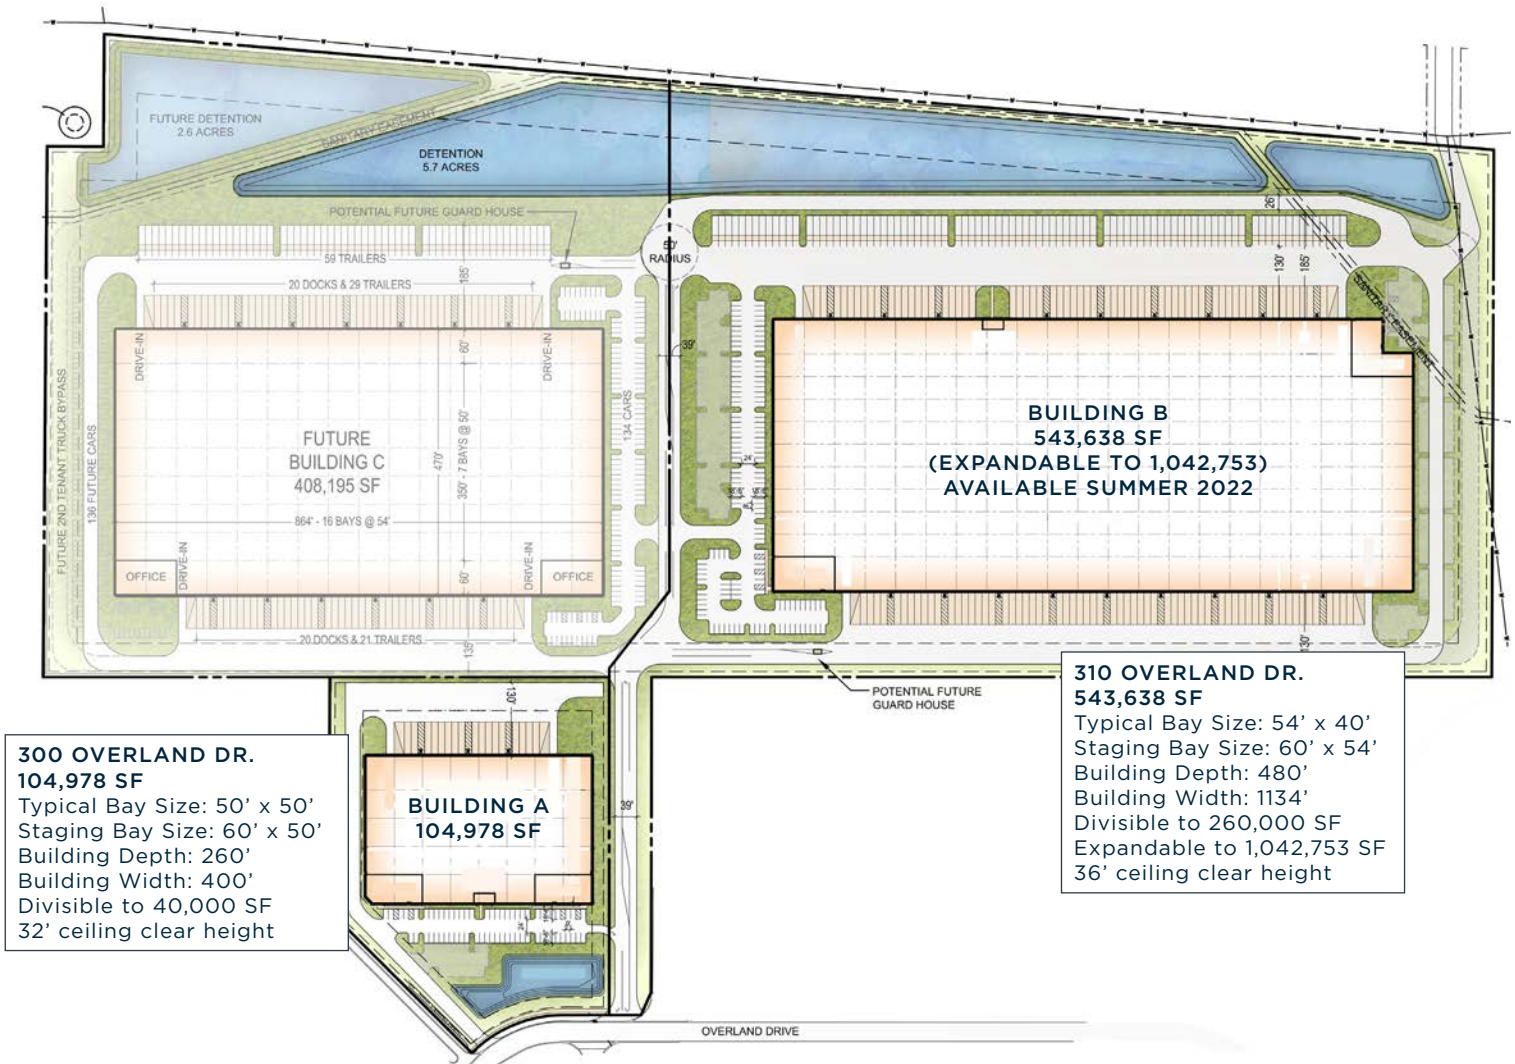 FUTURE DETENTION
2.6 ACRES
SANITARY EASEMENT
DETENTION
5.7 ACRES
POTENTIAL FUTURE GUARD HOUSE
50'
RADIUS
26'
59 TRAILERS
185'
130'
185'
20 DOCKS & 29 TRAILERS
SANITARY EASEMENT
DRIVE-IN
60'
DRIVE-IN
39'
FUTURE 2ND TENANT TRUCK BYPASS
136 FUTURE CARS
FUTURE
BUILDING C
408,195 SF
470'
350' - 7 BAYS @ 50'
134 CARS
864' - 16 BAYS @ 54'
BUILDING B
543,638 SF
(EXPANDABLE TO 1,042,753)
AVAILABLE SUMMER 2022
24'
OFFICE
DRIVE-IN
60'
DRIVE-IN
OFFICE
20 DOCKS & 21 TRAILERS
135'
130'
POTENTIAL FUTURE
GUARD HOUSE
130'
310 OVERLAND DR.
543,638 SF
Typical Bay Size: 54’ x 40’
Staging Bay Size: 60’ x 54’
Building Depth: 480’
Building Width: 1134’
Divisible to 260,000 SF
Expandable to 1,042,753 SF
36’ ceiling clear height
300 OVERLAND DR.
104,978 SF
Typical Bay Size: 50’ x 50’
Staging Bay Size: 60’ x 50’
Building Depth: 260’
Building Width: 400’
Divisible to 40,000 SF
32’ ceiling clear height
BUILDING A
104,978 SF
39'
24'
OVERLAND DRIVE